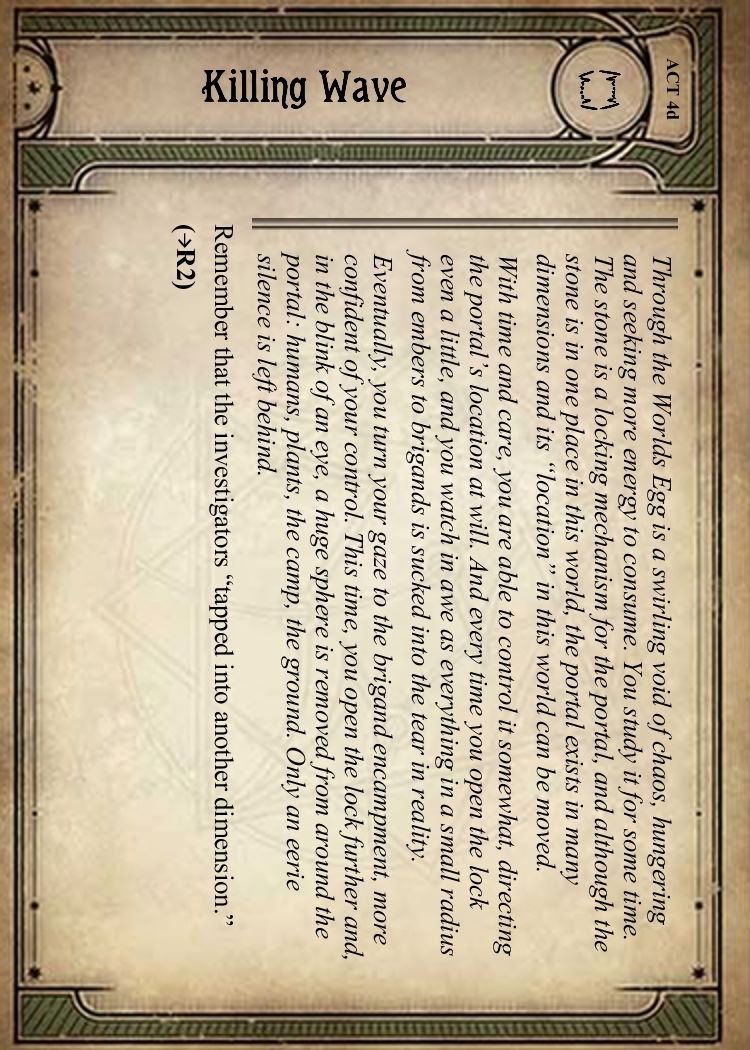 ACT 4d
Killing Wave
Through the Worlds Egg is a swirling void of chaos, hungering
and seeking more energy to consume. You study it for some time.
The stone is a locking mechanism for the portal, and although the
stone is in one place in this world, the portal exists in many
dimensions and its “location” in this world can be moved.
With time and care, you are able to control it somewhat, directing
the portal’s location at will. And every time you open the lock
even a little, and you watch in awe as everything in a small radius
from embers to brigands is sucked into the tear in reality.
Eventually, you turn your gaze to the brigand encampment, more
confident of your control. This time, you open the lock further and,
in the blink of an eye, a huge sphere is removed from around the
portal: humans, plants, the camp, the ground. Only an eerie
silence is left behind.
Remember that the investigators “tapped into another dimension.”
(→R2)